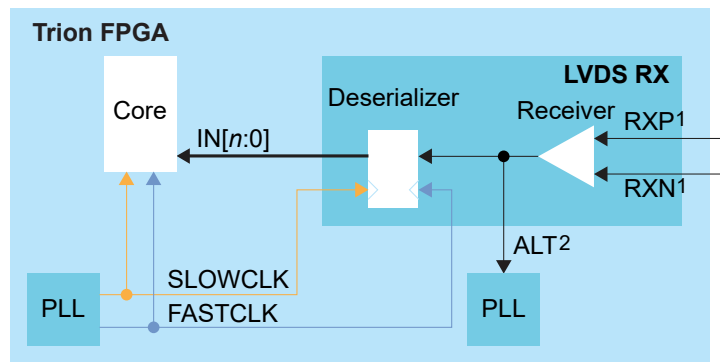 Trion FPGA
LVDS RX
Deserializer
Core
Receiver
RXP1
IN[n:0]
RXN1
ALT2
SLOWCLK
PLL
PLL
FASTCLK